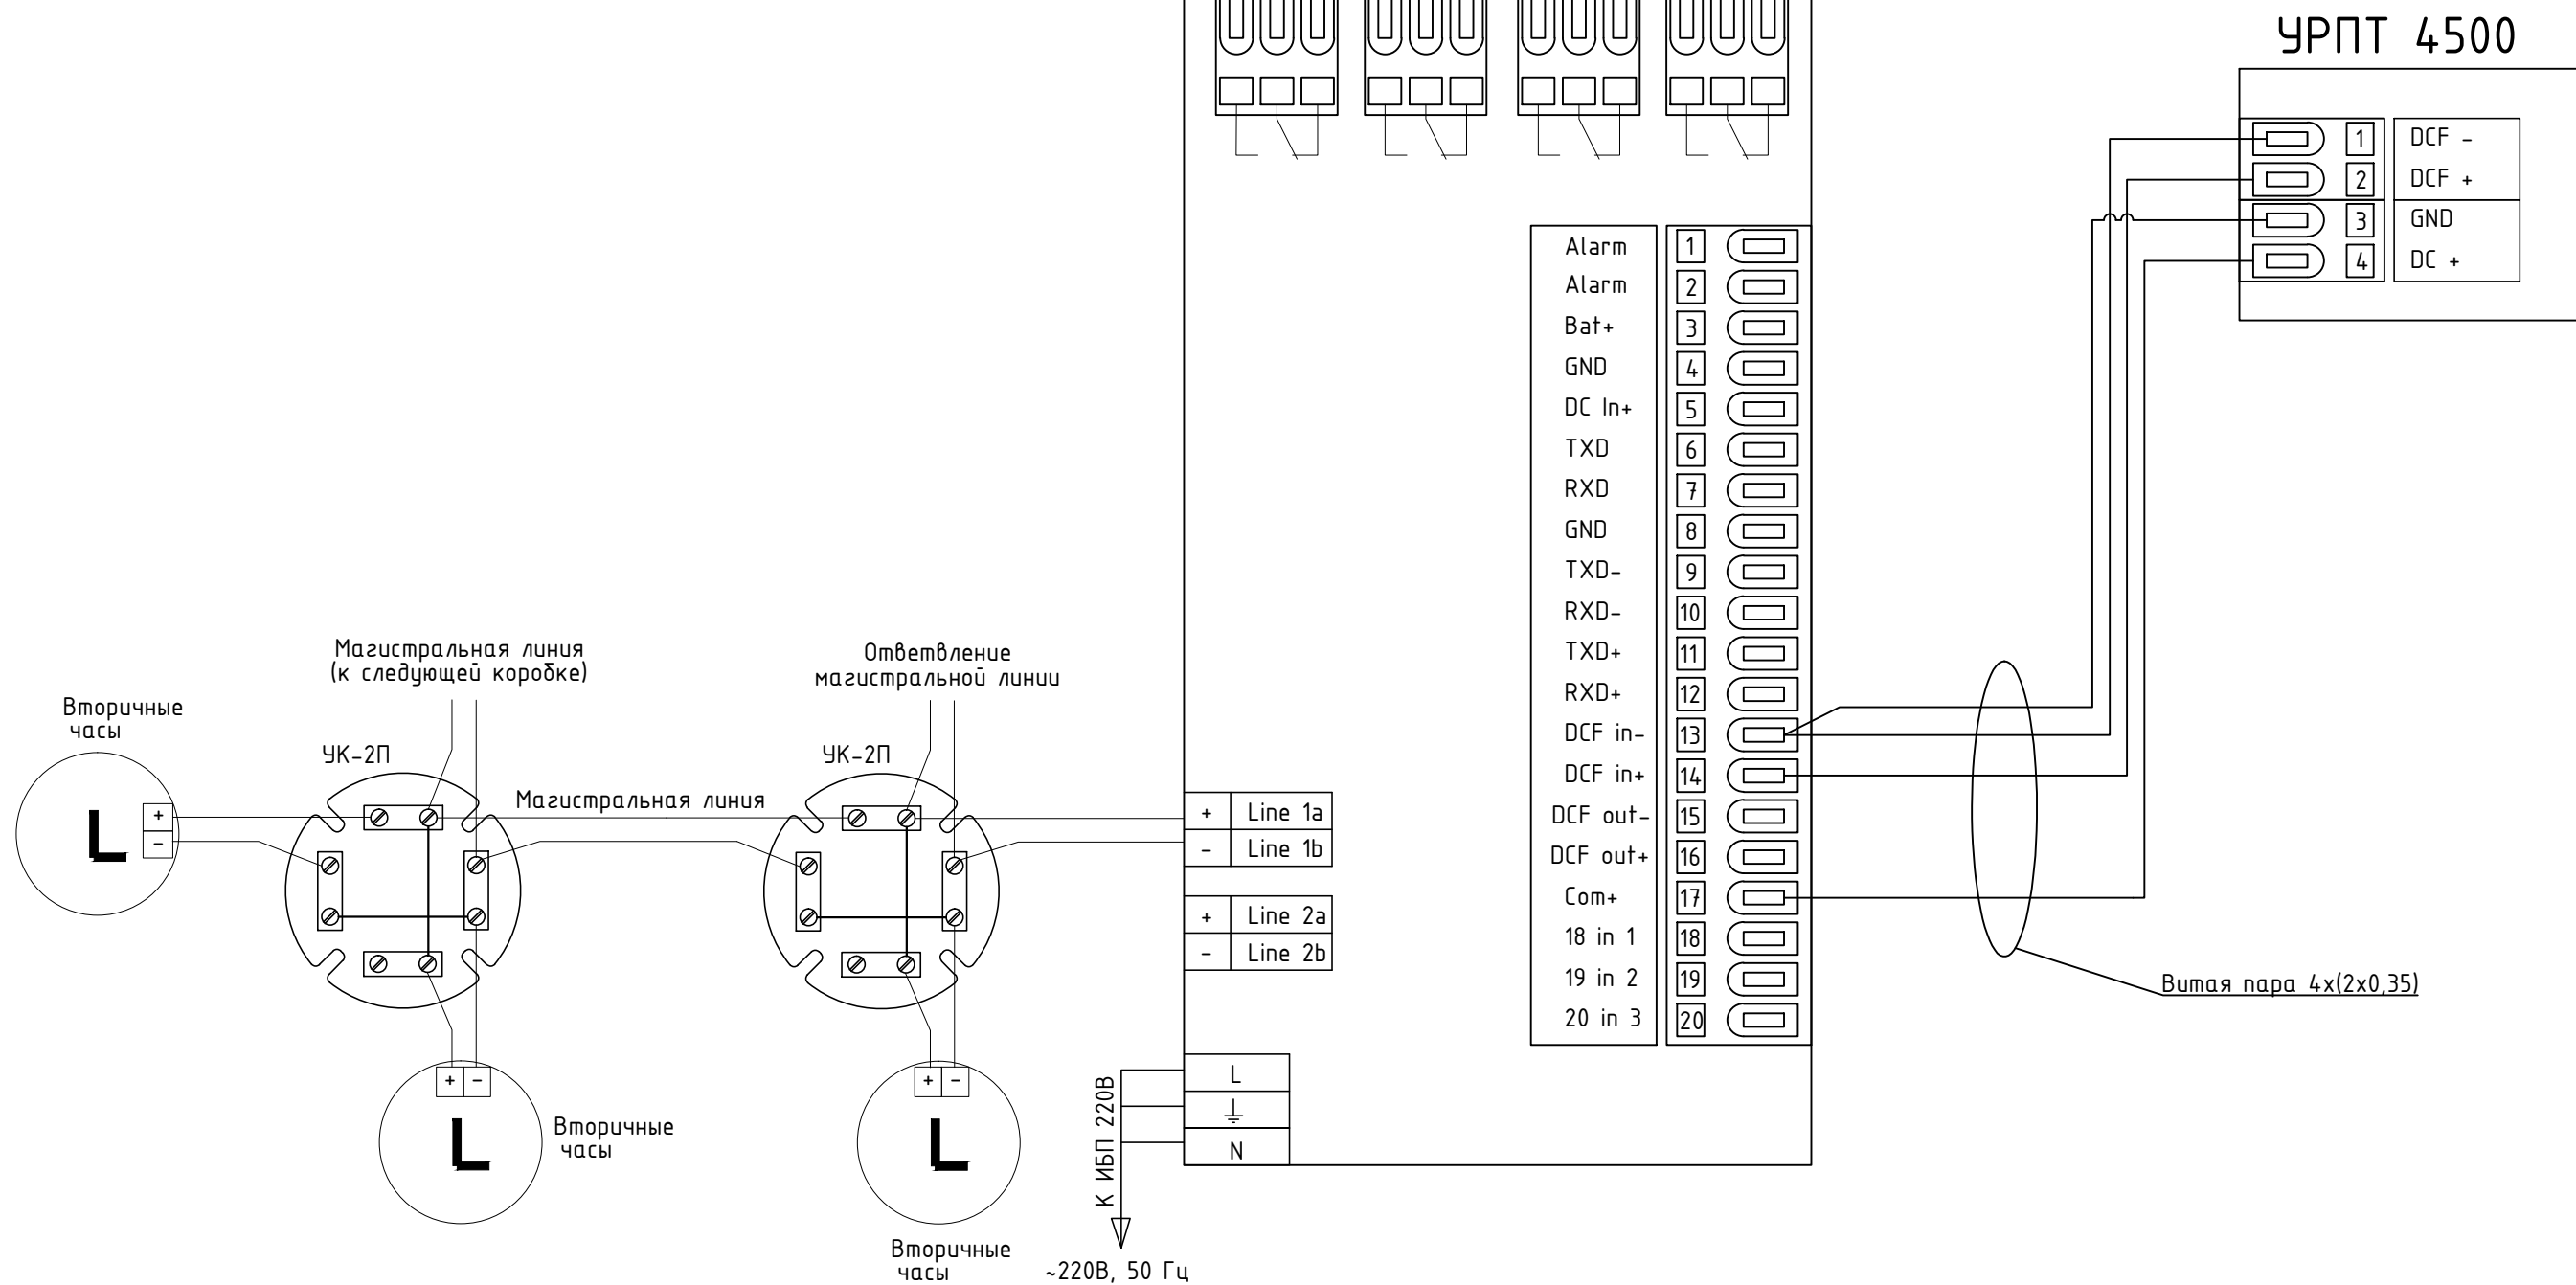 УРПТ 4500
1 DCF -
2 DCF +
3 GND
4 DC +
Alarm 1
Alarm 2
Bat+ 3
GND 4
DC In+ 5
TXD 6
RXD 7
GND 8
TXD- 9
RXD- 10
TXD+ 11
RXD+ 12
DCF in- 13
DCF in+ 14
DCF out- 15
DCF out+ 16
Com+ 17
18 in 1 18
19 in 2 19
20 in 3 20
Витая пара 4х(2х0,35)
Магистральная линия
(к следующей коробке)
Ответвление
магистральной линии
Вторичные
часы
УК-2П
УК-2П
Магистральная линия
+
-
L
+ Line 1a
- Line 1b
+ Line 2a
- Line 2b
L
N
К ИБП 220В
~220В, 50 Гц
+ -
L
Вторичные
часы
+ -
L
Вторичные
часы